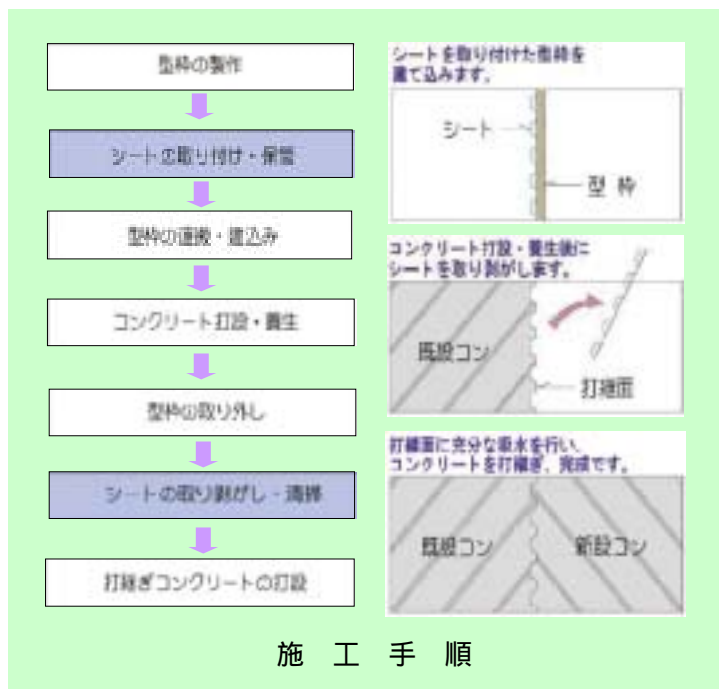 型枠の製作
シートの取り付け・保管
型枠の運搬・建込み
コンクリート打設・養生
型枠の取り外し
シートの取り剥がし・清掃
打継ぎコンクリートの打設
シートを取り付けた型枠を
建て込みます。
シート
型枠
コンクリート打設・養生後に
シートを取り剥がします。
既設コン
打継面
打継面に充分な吸水を行い、
コンクリートを打継ぎ、完成です。
既設コン
新設コン
施工手順